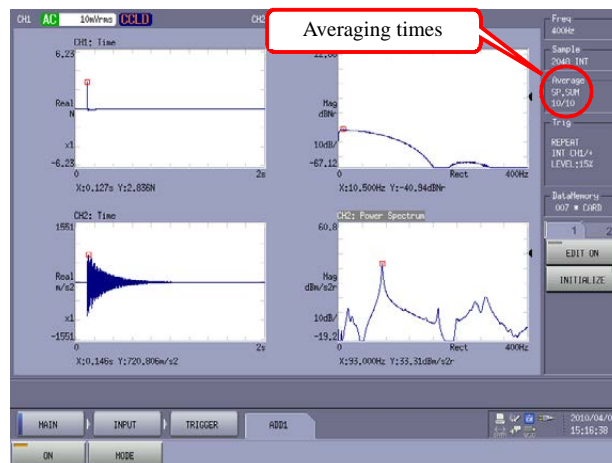 CH1 AC 10mVrms CCLD CH2
Averaging times
Freq
400Hz
Sample
2048 INT
Average
SP.SUM
10/10
Trig
REPEAT
INT CH1/+
LEVEL:15%
DataMemory
007 * CARD
1 2
EDIT ON
INITIALIZE
CH1: Time
6.23
Real
N
x1
-6.23
0 2s
X:0.127s Y:2.836N
Mag
dBNr
10dB/
-67.12
0 Rect 400Hz
X:10.500Hz Y:-40.94dBNr
CH2: Time
1551
Real
m/s2
x1
-1551
0 2s
X:0.146s Y:720.806m/s2
CH2: Power Spectrum
60.8
Mag
dBm/s2r
10dB/
-19.2
0 Rect 400Hz
X:93.000Hz Y:33.31dBm/s2r
MAIN INPUT TRIGGER ADD1
2010/04/0
15:16:38
ON MODE